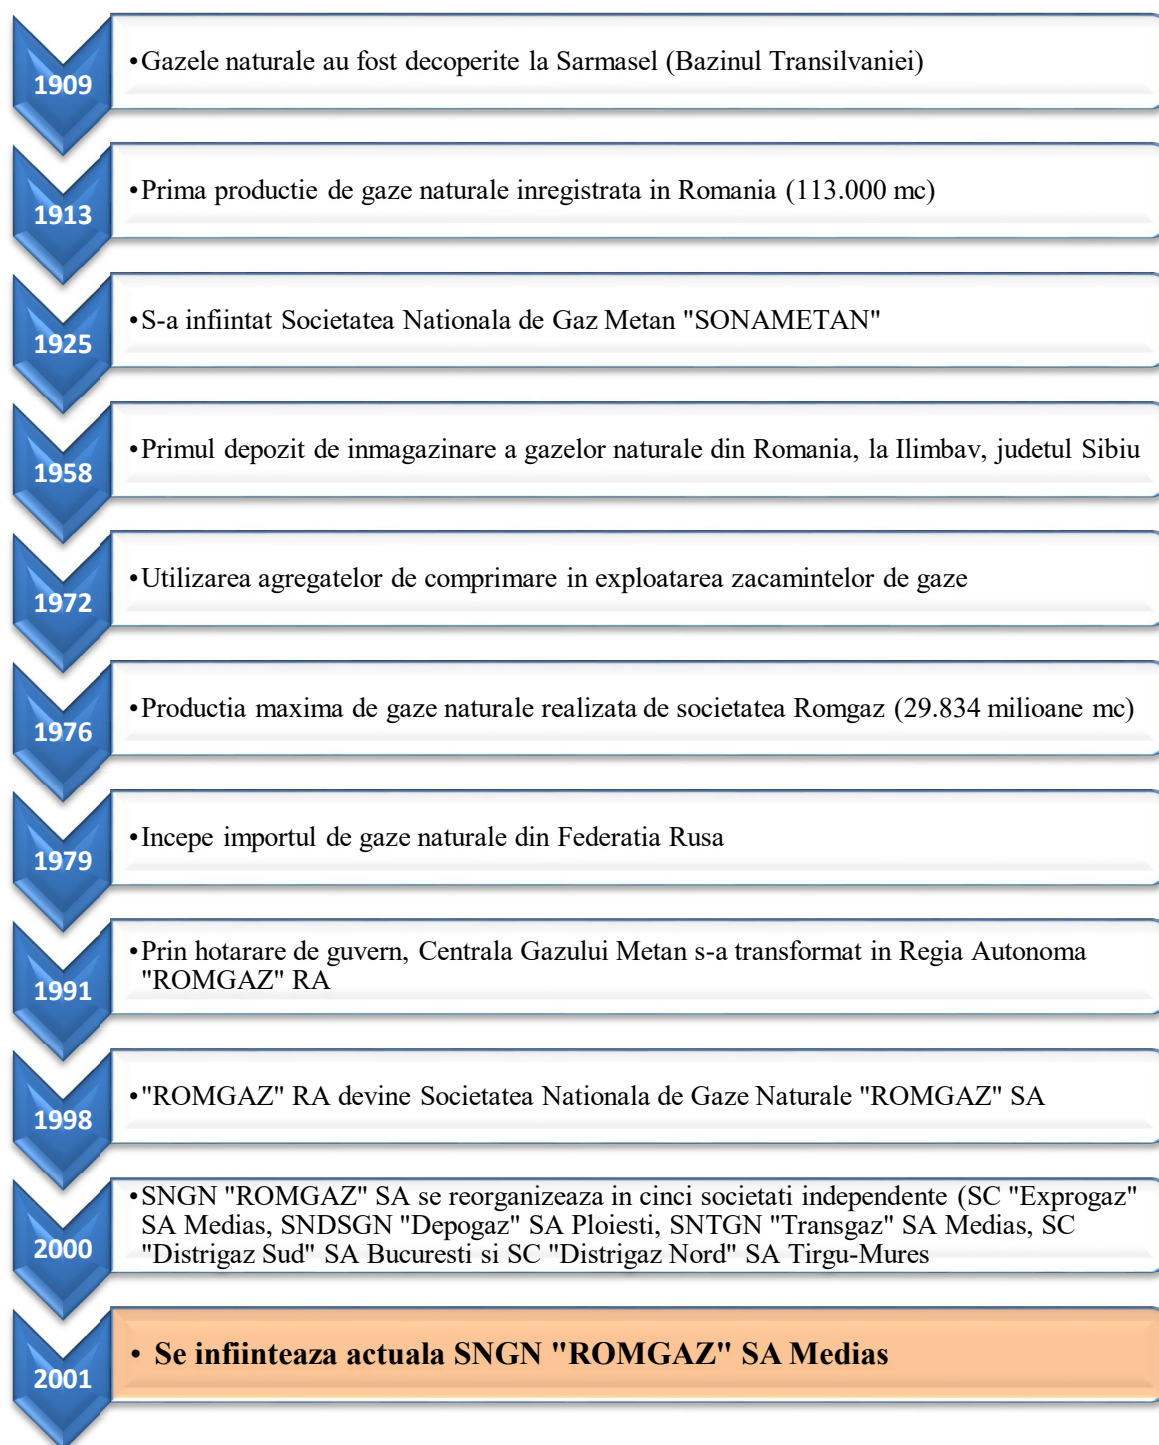 1909
•Gazele naturale au fost decoperite la Sarmasel (Bazinul Transilvaniei)
1913
•Prima productie de gaze naturale inregistrata in Romania (113.000 mc)
1925
•S-a infiintat Societatea Nationala de Gaz Metan "SONAMETAN"
1958
•Primul depozit de inmagazinare a gazelor naturale din Romania, la Ilimbav, judetul Sibiu
1972
•Utilizarea agregatelor de comprimare in exploatarea zacamintelor de gaze
1976
•Productia maxima de gaze naturale realizata de societatea Romgaz (29.834 milioane mc)
1979
•Incepe importul de gaze naturale din Federatia Rusa
1991
•Prin hotarare de guvern, Centrala Gazului Metan s-a transformat in Regia Autonoma
"ROMGAZ" RA
1998
•"ROMGAZ" RA devine Societatea Nationala de Gaze Naturale "ROMGAZ" SA
2000
•SNGN "ROMGAZ" SA se reorganizeaza in cinci societati independente (SC "Exprogaz"
SA Medias, SNDSGN "Depogaz" SA Ploiesti, SNTGN "Transgaz" SA Medias, SC
"Distrigaz Sud" SA Bucuresti si SC "Distrigaz Nord" SA Tirgu-Mures
2001
• Se infiinteaza actuala SNGN "ROMGAZ" SA Medias